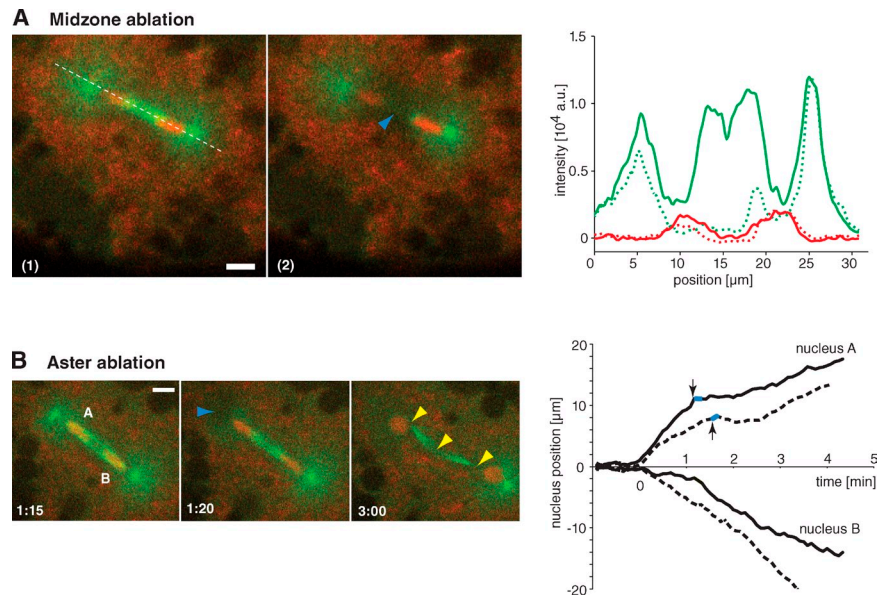 A Midzone ablation
(1)
(2)
1.5
1.0
0.5
0
intensity [10⁴ a.u.]
0 5 10 15 20 25 30
position [µm]
B Aster ablation
A
B
1:15
1:20
3:00
20
10
0
-10
-20
nucleus position [µm]
nucleus A
0 1 2 3 4 5
time [min]
nucleus B